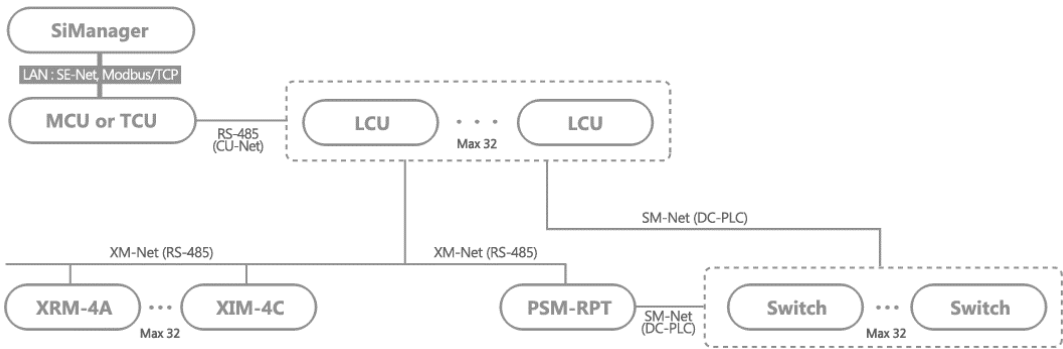 SiManager
LAN : SE-Net, Modbus/TCP
MCU or TCU
RS-485
(CU-Net)
LCU
LCU
Max 32
SM-Net (DC-PLC)
XM-Net (RS-485)
XM-Net (RS-485)
XRM-4A
XIM-4C
Max 32
PSM-RPT
SM-Net
(DC-PLC)
Switch
Switch
Max 32